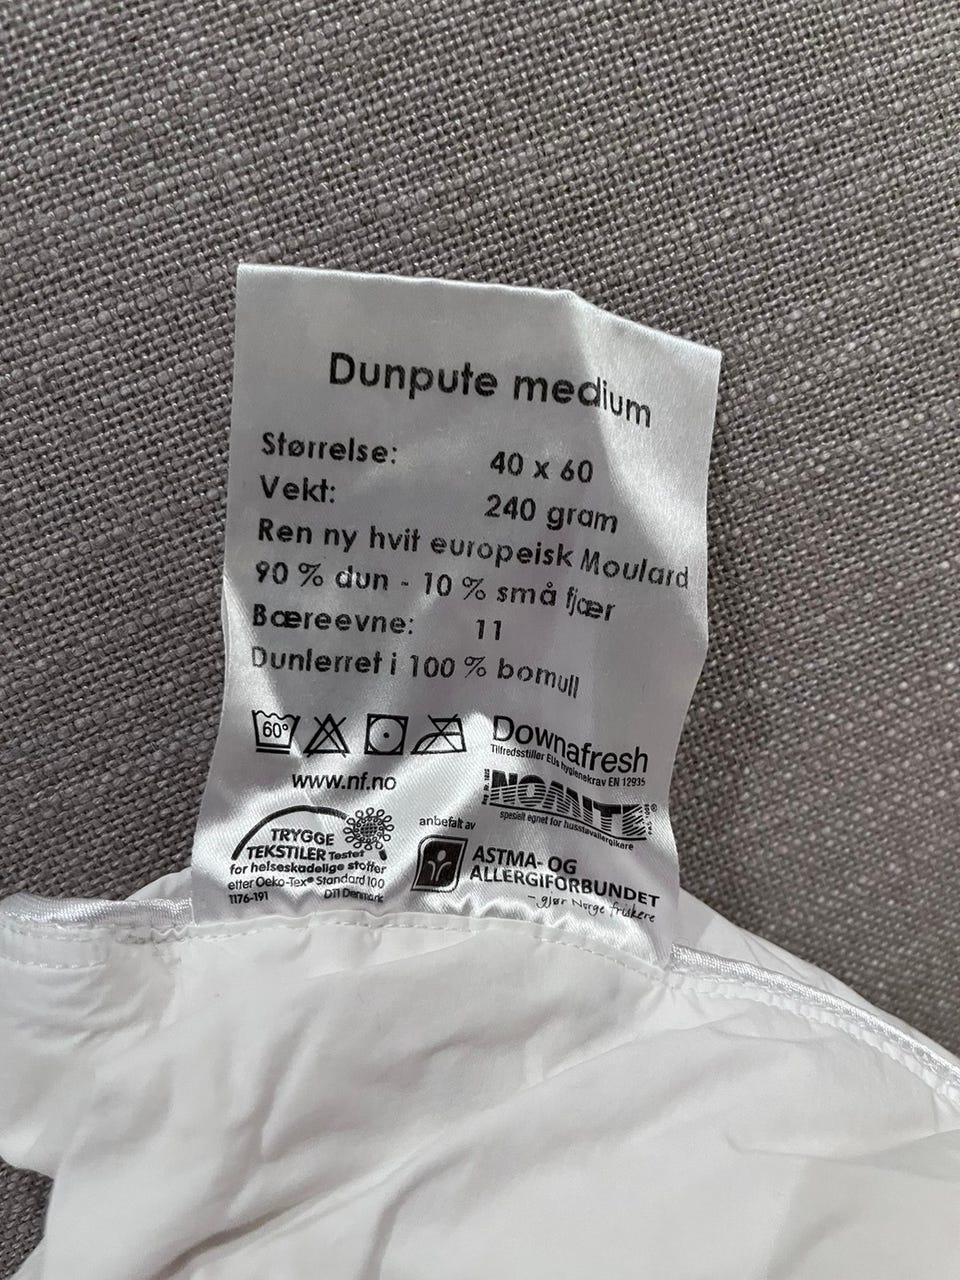 Dunpute medium
Størrelse: 40 x 60
Vekt: 240 gram
Ren ny hvit europeisk Moulard
90 % dun - 10 % små fjær
Bæreevne: 11
Dunlerret i 100 % bomull
60°
www.nf.no
Downafresh
Tilfredsstiller EUs hygienekrav EN 12935
NOMITE®
spesielt egnet for husstøvallergikere
TRYGGE
TEKSTILER Testet
for helseskadelige stoffer
etter Oeko-Tex® Standard 100
1176-191 DTI Denmark
anbefalt av
ASTMA- OG
ALLERGIFORBUNDET
- gjør Norge friskere